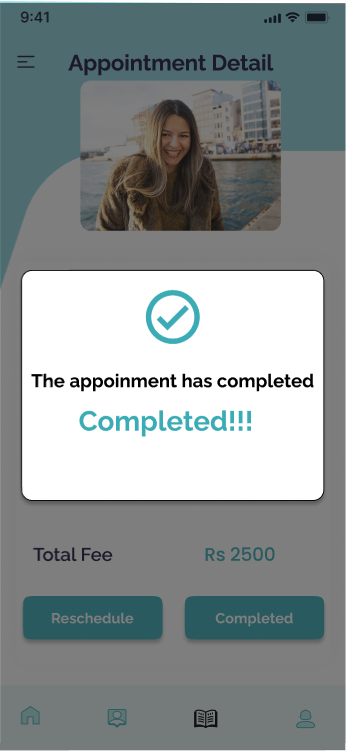 9:41
Appointment Detail
The appoinment has completed
Completed!!!
Total Fee Rs 2500
Reschedule Completed